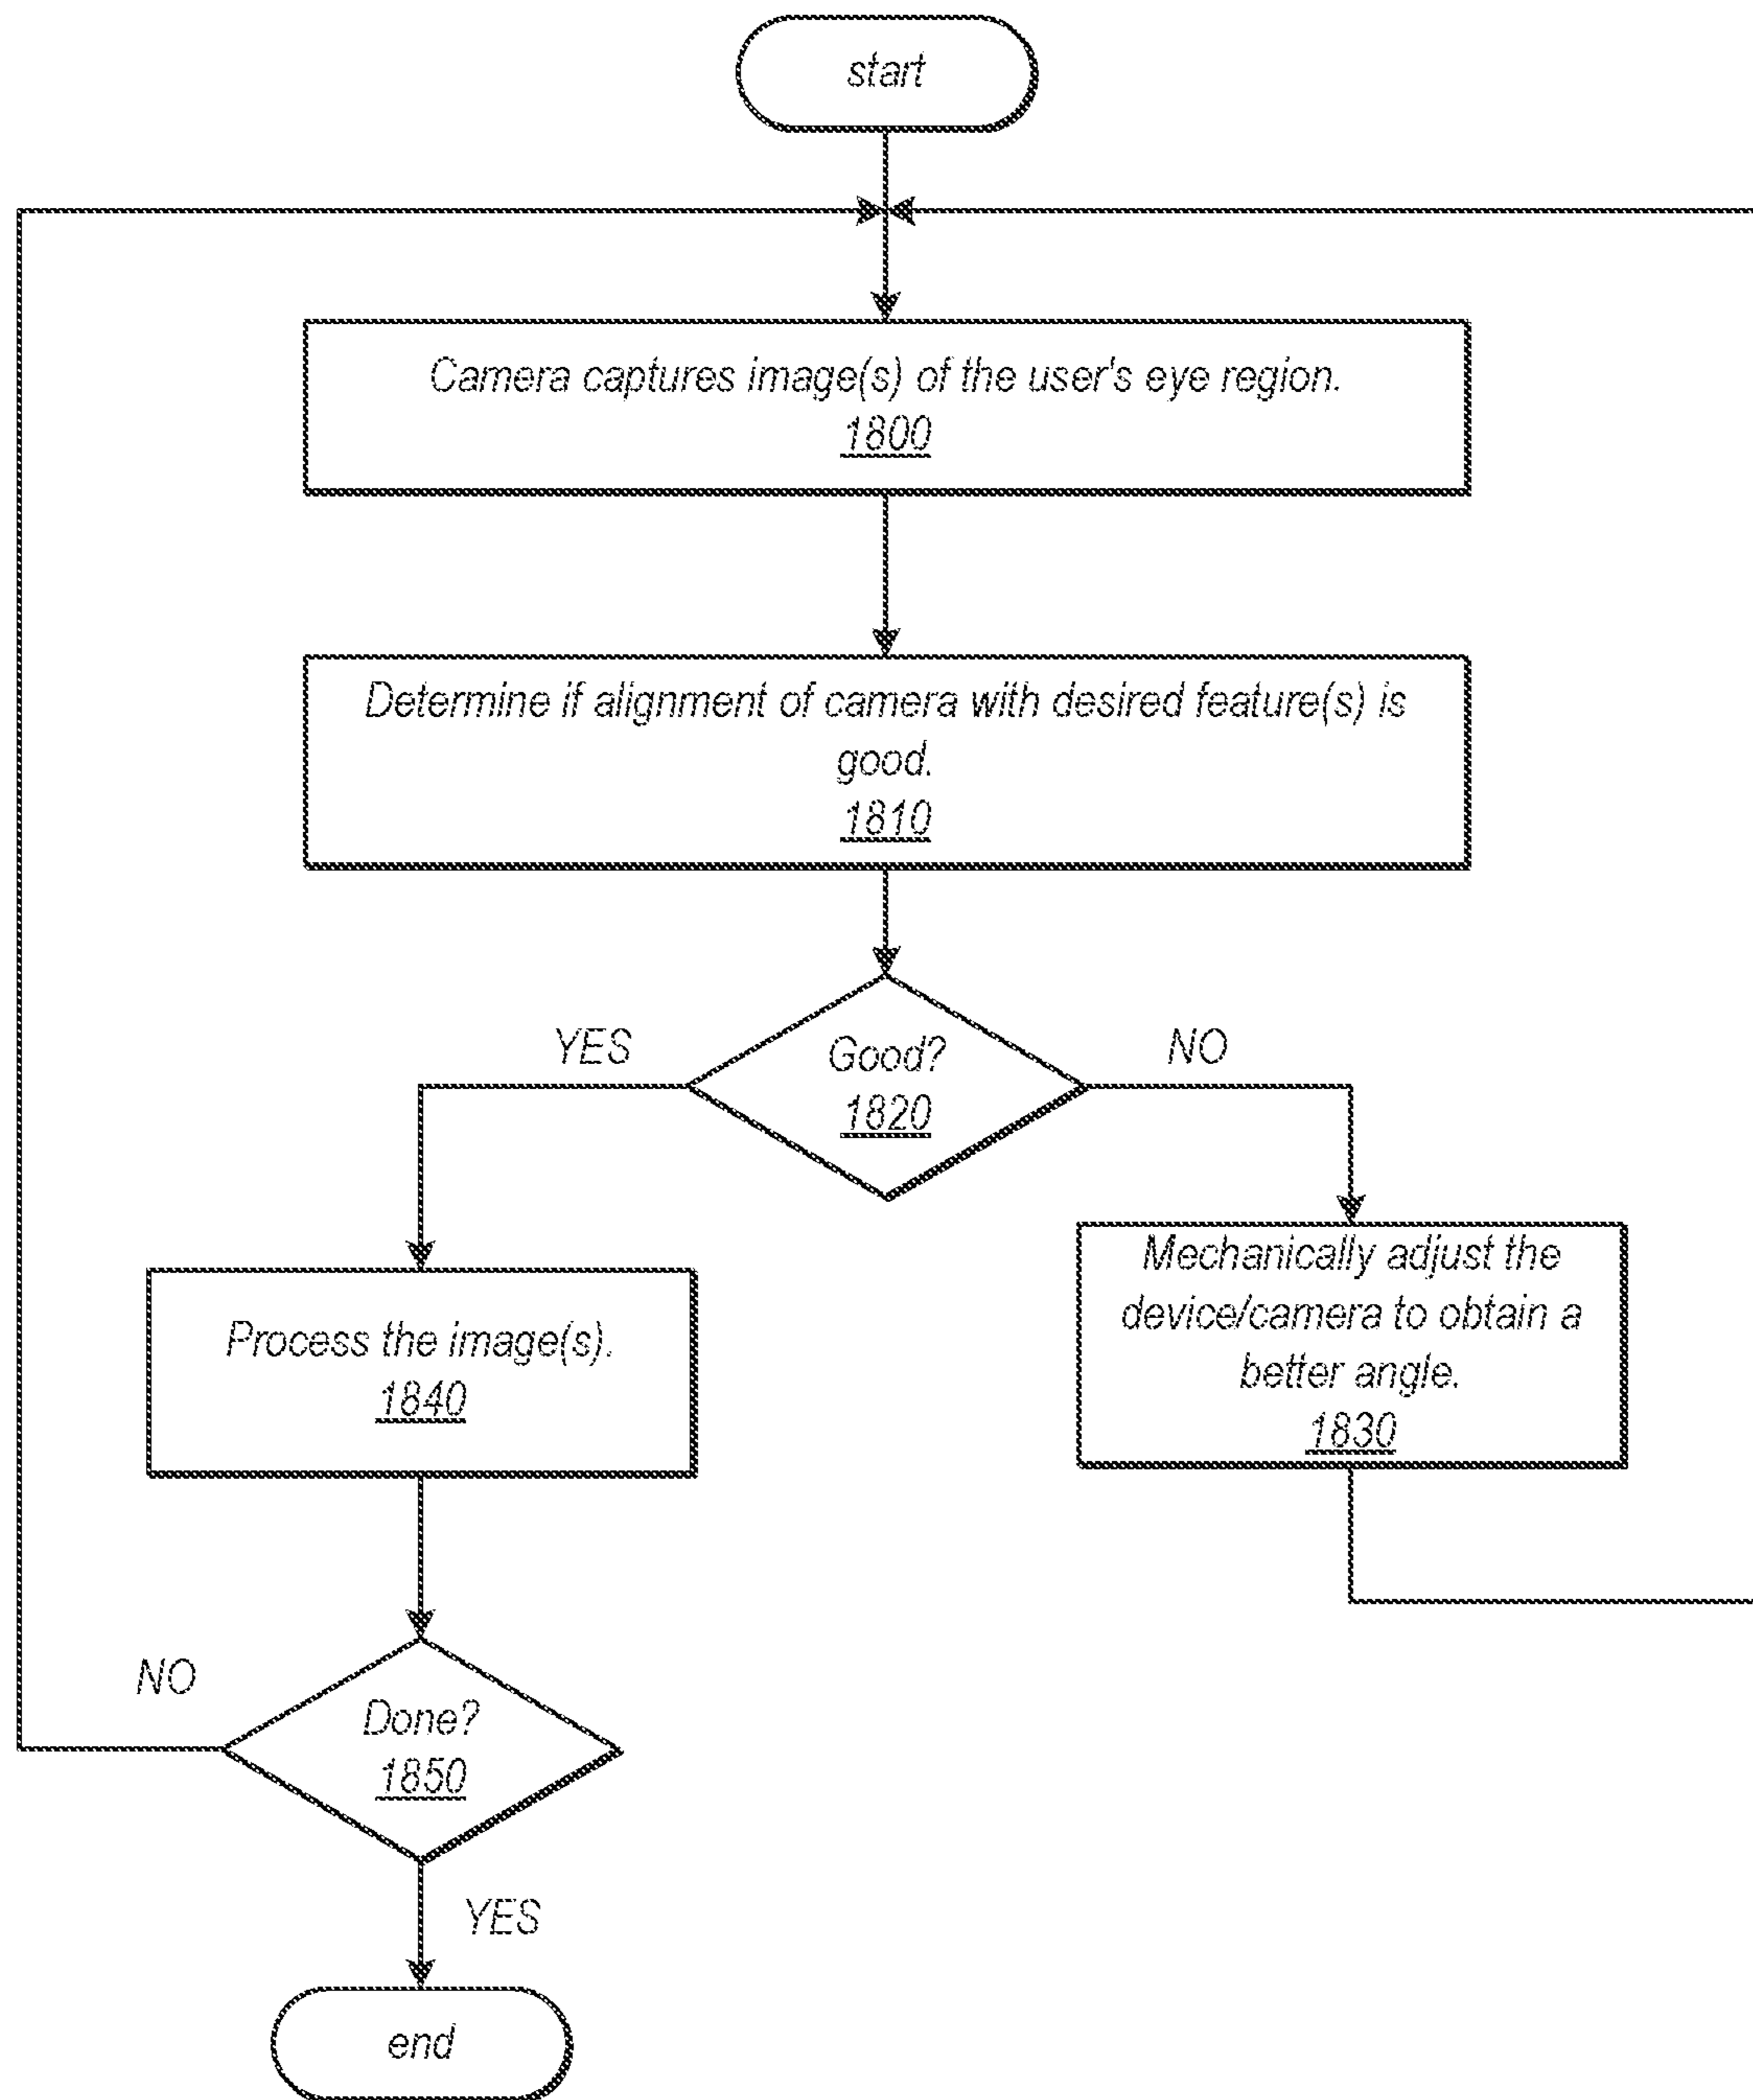 start
Camera captures image(s) of the user's eye region.
1800
Determine if alignment of camera with desired feature(s) is
good.
1810
YES
Good?
1820
NO
Mechanically adjust the
device/camera to obtain a
better angle.
1830
Process the image(s).
1840
NO
Done?
1850
YES
end